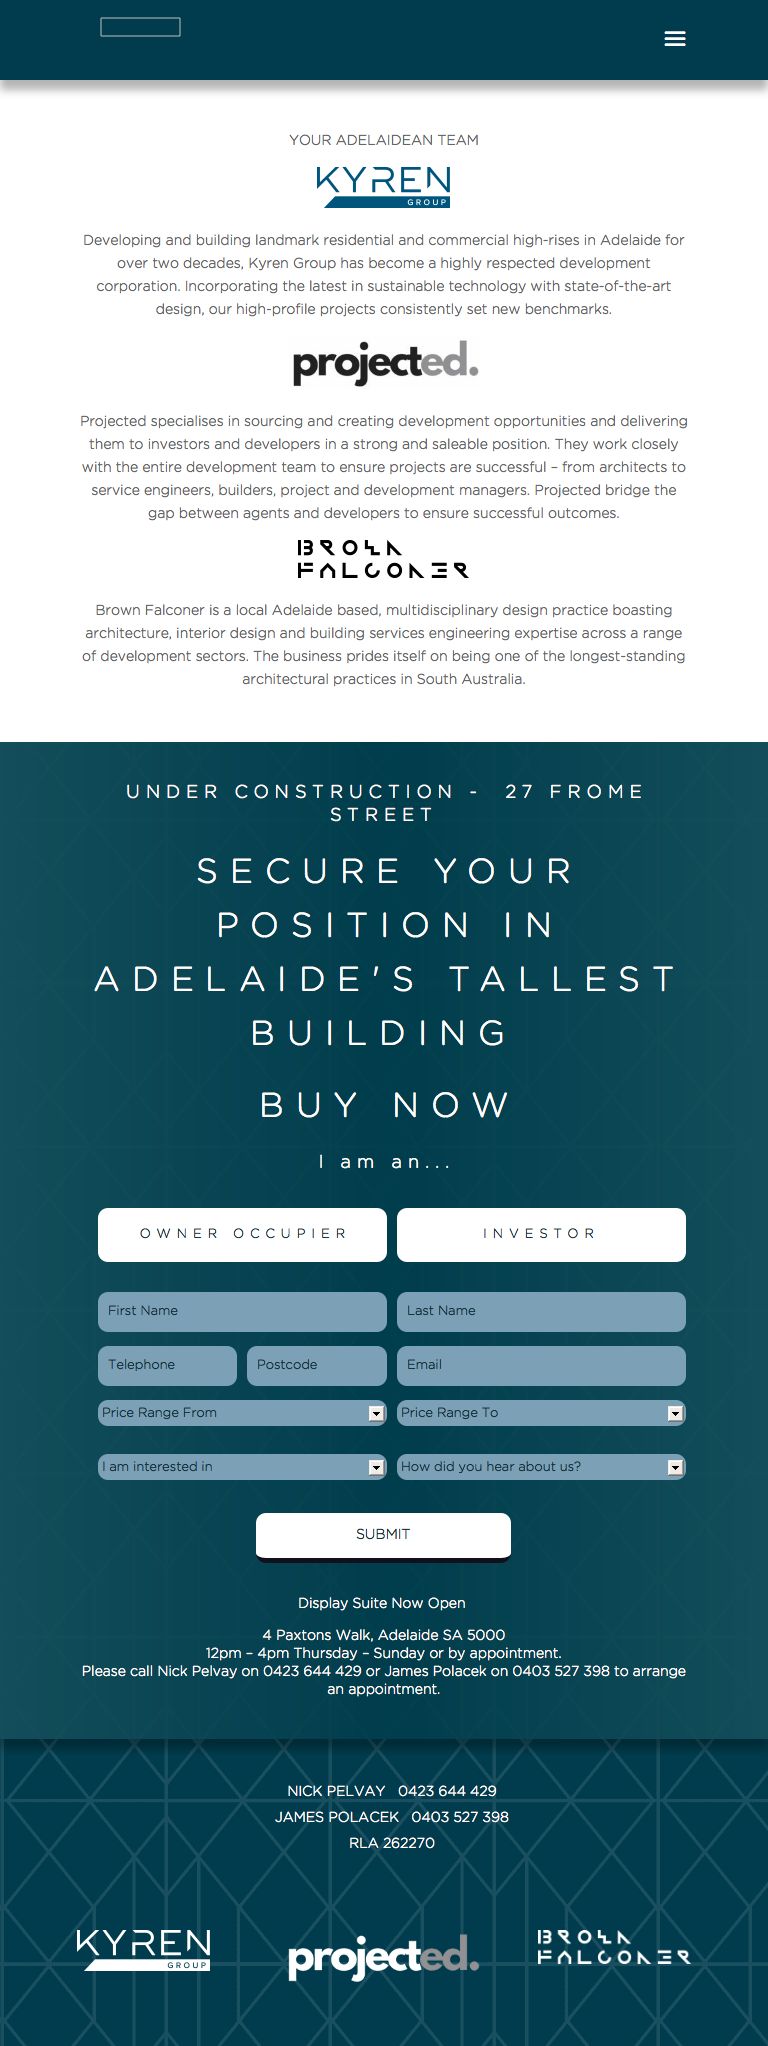 YOUR ADELAIDEAN TEAM
KYREN
GROUP
Developing and building landmark residential and commercial high-rises in Adelaide for
over two decades, Kyren Group has become a highly respected development
corporation. Incorporating the latest in sustainable technology with state-of-the-art
design, our high-profile projects consistently set new benchmarks.
projected.
Projected specialises in sourcing and creating development opportunities and delivering
them to investors and developers in a strong and saleable position. They work closely
with the entire development team to ensure projects are successful – from architects to
service engineers, builders, project and development managers. Projected bridge the
gap between agents and developers to ensure successful outcomes.
BROWN
FALCONER
Brown Falconer is a local Adelaide based, multidisciplinary design practice boasting
architecture, interior design and building services engineering expertise across a range
of development sectors. The business prides itself on being one of the longest-standing
architectural practices in South Australia.
UNDER CONSTRUCTION - 27 FROME
STREET
SECURE YOUR
POSITION IN
ADELAIDE'S TALLEST
BUILDING
BUY NOW
I am an...
OWNER OCCUPIER INVESTOR
First Name Last Name
Telephone Postcode Email
Price Range From Price Range To
I am interested in How did you hear about us?
SUBMIT
Display Suite Now Open
4 Paxtons Walk, Adelaide SA 5000
12pm – 4pm Thursday – Sunday or by appointment.
Please call Nick Pelvay on 0423 644 429 or James Polacek on 0403 527 398 to arrange
an appointment.
NICK PELVAY 0423 644 429
JAMES POLACEK 0403 527 398
RLA 262270
KYREN
GROUP
projected.
BROWN
FALCONER